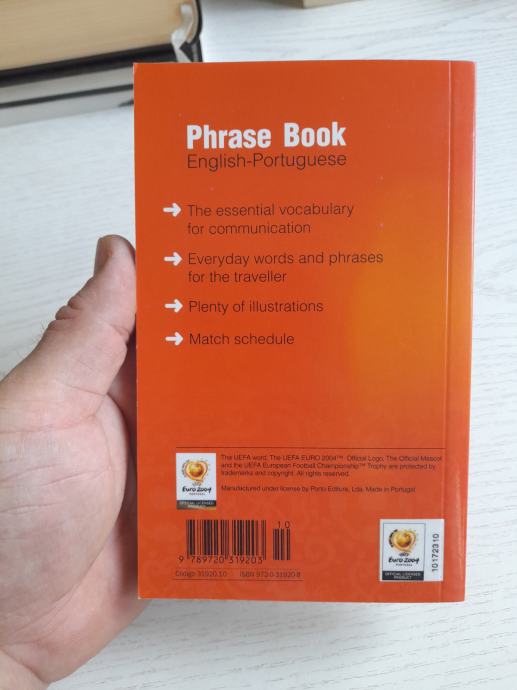 Phrase Book
English-Portuguese
The essential vocabulary
for communication
Everyday words and phrases
for the traveller
Plenty of illustrations
Match schedule
The UEFA word, The UEFA EURO 2004™ Official Logo, The Official Mascot
and the UEFA European Football Championship™ Trophy are protected by
trademarks and copyright. All rights reserved.
Manufactured under license by Porto Editora, Lda. Made in Portugal
EURO 2004
PORTUGAL
OFFICIAL LICENSED
PRODUCT
10
9 789720 319203
Código 31920.10 ISBN 972-0-31920-8
UEFA
EURO 2004
PORTUGAL
OFFICIAL LICENSED
PRODUCT
10172310